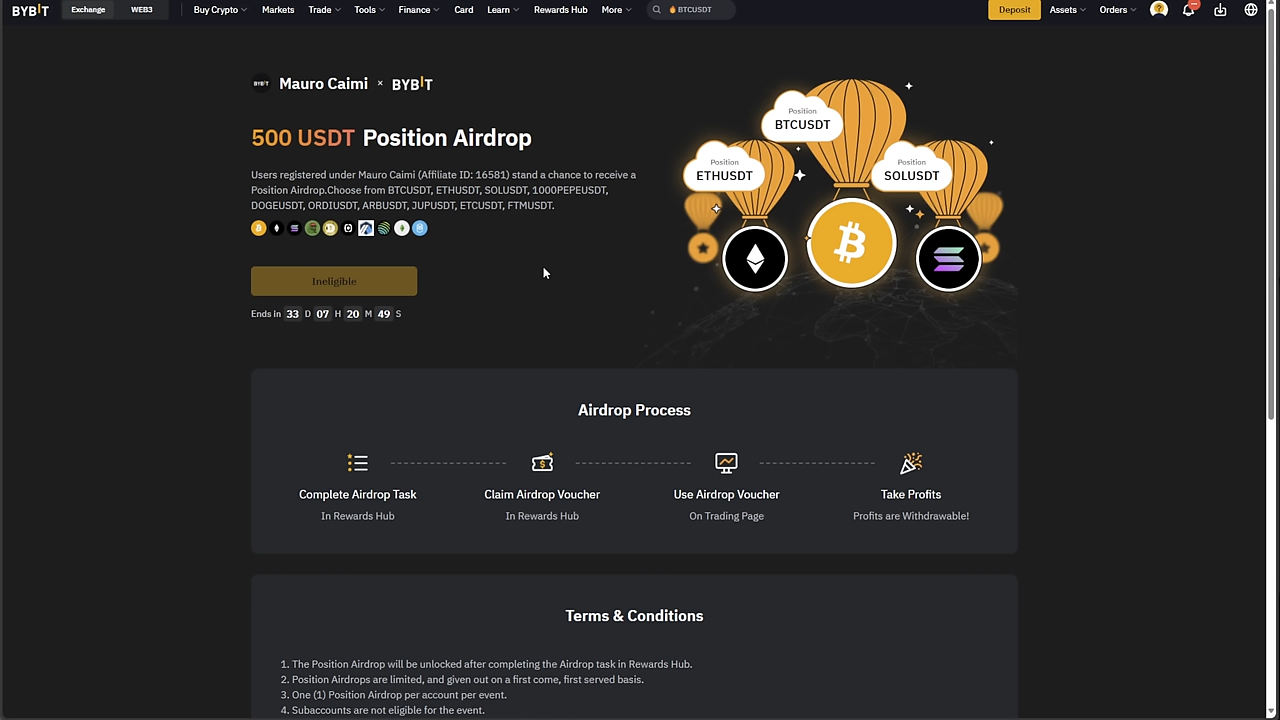 BYBIT Exchange WEB3 Buy Crypto Markets Trade Tools Finance Card Learn Rewards Hub More BTCUSDT Deposit Assets Orders
BYBIT Mauro Caimi × BYBIT
500 USDT Position Airdrop
Users registered under Mauro Caimi (Affiliate ID: 16581) stand a chance to receive a
Position Airdrop.Choose from BTCUSDT, ETHUSDT, SOLUSDT, 1000PEPEUSDT,
DOGEUSDT, ORDIUSDT, ARBUSDT, JUPUSDT, ETCUSDT, FTMUSDT.
Ineligible
Ends in 33 D 07 H 20 M 49 S
Position
BTCUSDT
Position
ETHUSDT
Position
SOLUSDT
Airdrop Process
Complete Airdrop Task
In Rewards Hub
Claim Airdrop Voucher
In Rewards Hub
Use Airdrop Voucher
On Trading Page
Take Profits
Profits are Withdrawable!
Terms & Conditions
1. The Position Airdrop will be unlocked after completing the Airdrop task in Rewards Hub.
2. Position Airdrops are limited, and given out on a first come, first served basis.
3. One (1) Position Airdrop per account per event.
4. Subaccounts are not eligible for the event.